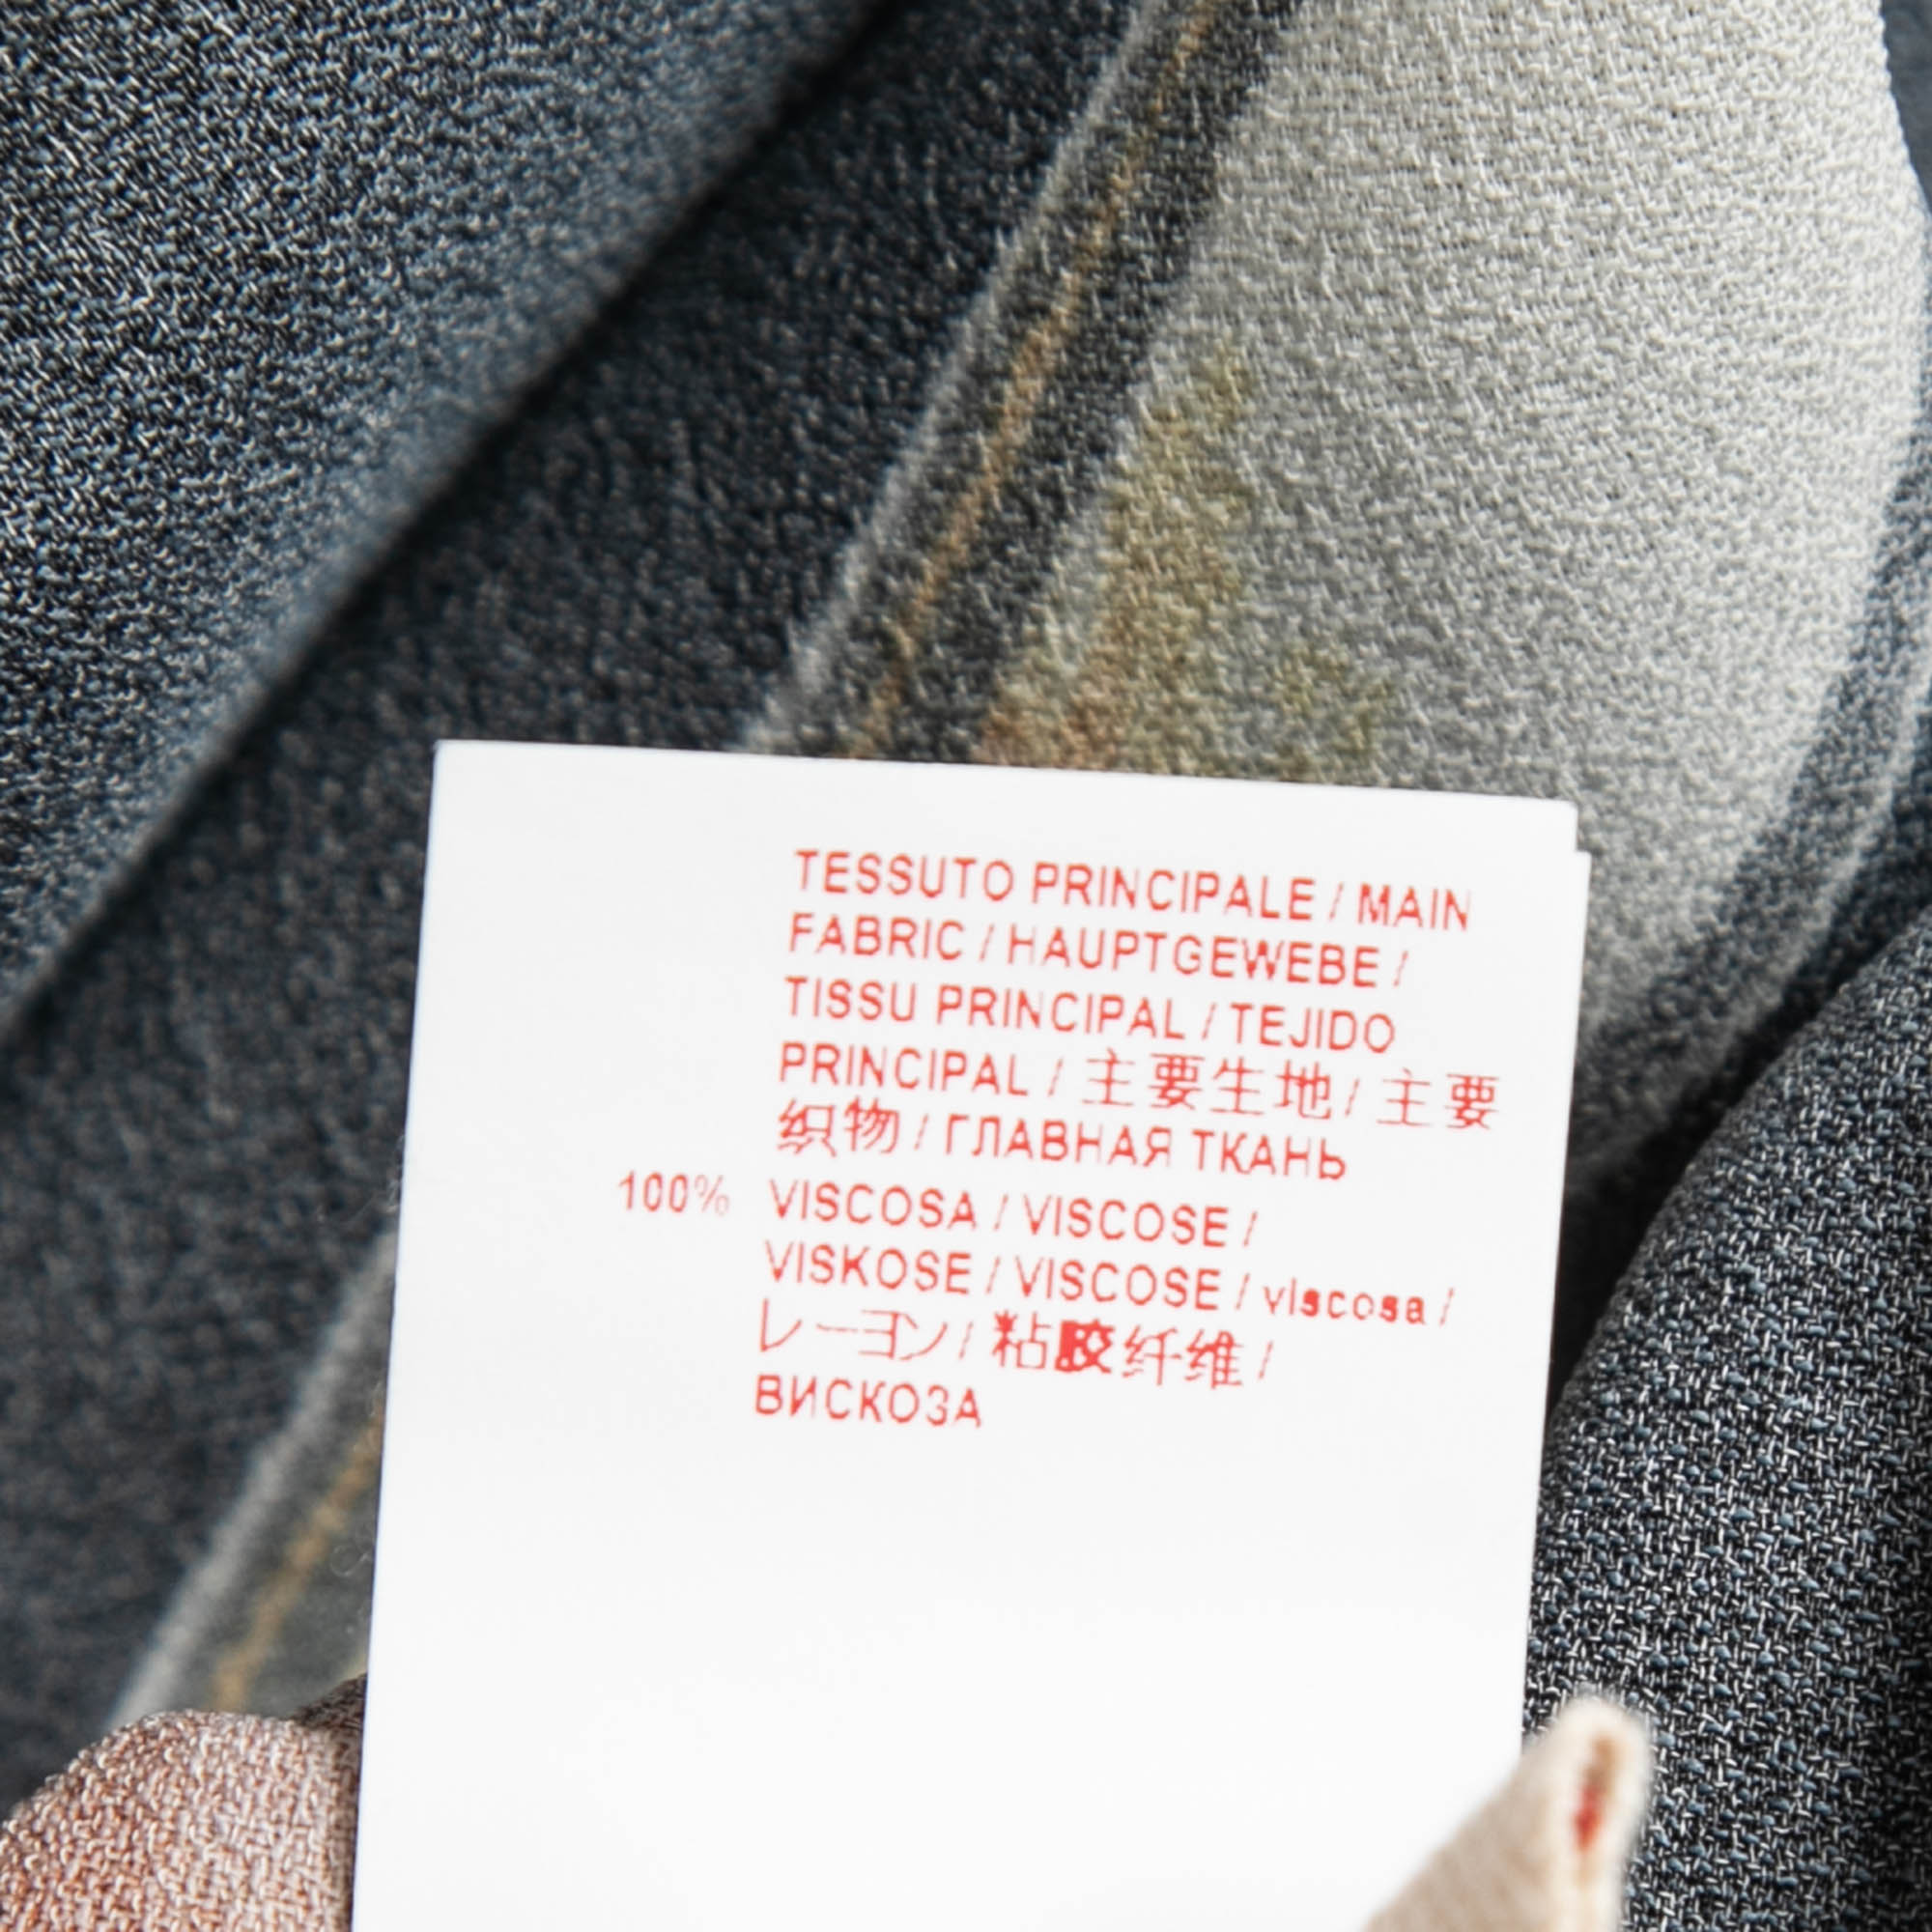 TESSUTO PRINCIPALE / MAIN
FABRIC / HAUPTGEWEBE /
TISSU PRINCIPAL / TEJIDO
PRINCIPAL / 主要生地 / 主要
织物 / ГЛАВНАЯ ТКАНЬ
100% VISCOSA / VISCOSE /
VISKOSE / VISCOSE / viscosa /
レーヨン / 粘胶纤维 /
ВИСКОЗА